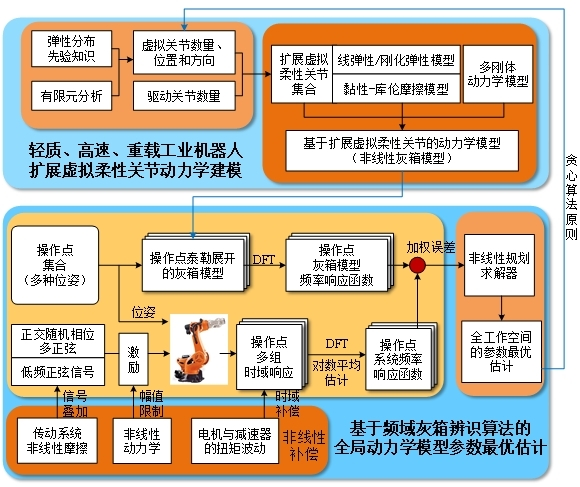 弹性分布
先验知识
虚拟关节数量、
位置和方向
有限元分析
驱动关节数量
扩展虚拟
柔性关节
集合
线弹性/刚化弹性模型
黏性-库伦摩擦模型
多刚体
动力学模型
基于扩展虚拟柔性关节的动力学模型
（非线性灰箱模型）
轻质、高速、重载工业机器人
扩展虚拟柔性关节动力学建模
贪心算法原则
操作点
集合
（多种位姿）
操作点泰勒展开
的灰箱模型
DFT
操作点
灰箱模型
频率响应函数
加权误差
非线性规划
求解器
位姿
正交随机相位
多正弦
低频正弦信号
激励
操作点
多组
时域响应
DFT
对数平均
估计
操作点
系统频率
响应函数
全工作空间
的参数最优
估计
信号
叠加
幅值
限制
时域
补偿
传动系统
非线性摩擦
非线性
动力学
电机与减速器
的扭矩波动
非线性
补偿
基于频域灰箱辨识算法的
全局动力学模型参数最优估计